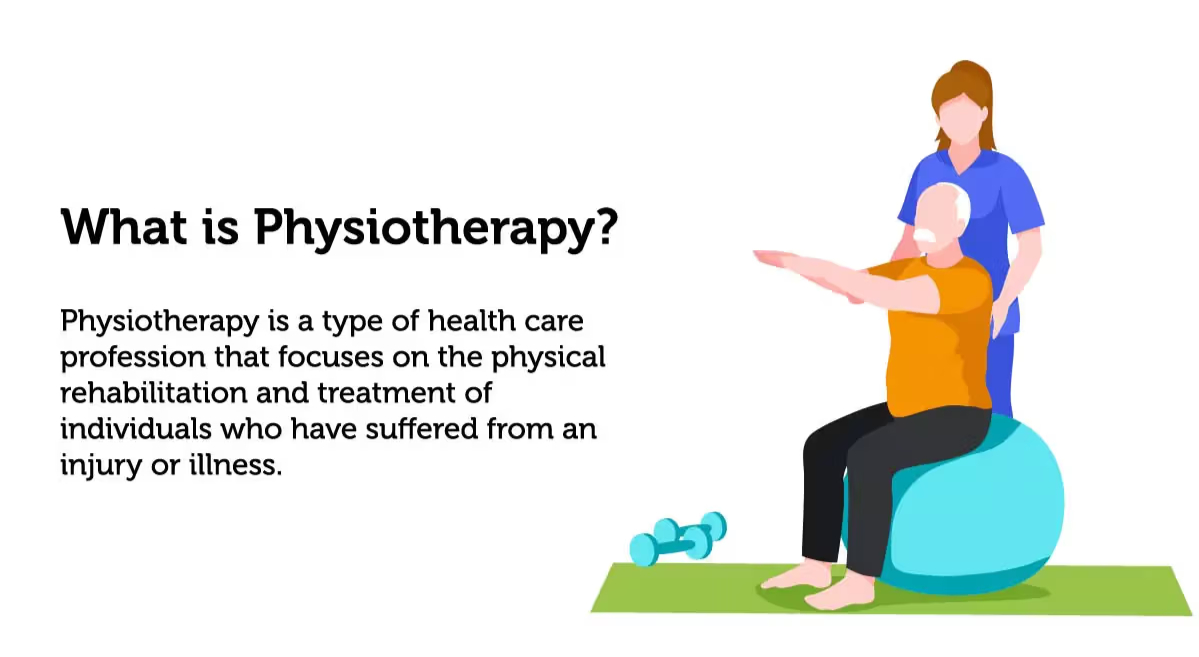 What is Physiotherapy?
Physiotherapy is a type of health care
profession that focuses on the physical
rehabilitation and treatment of
individuals who have suffered from an
injury or illness.